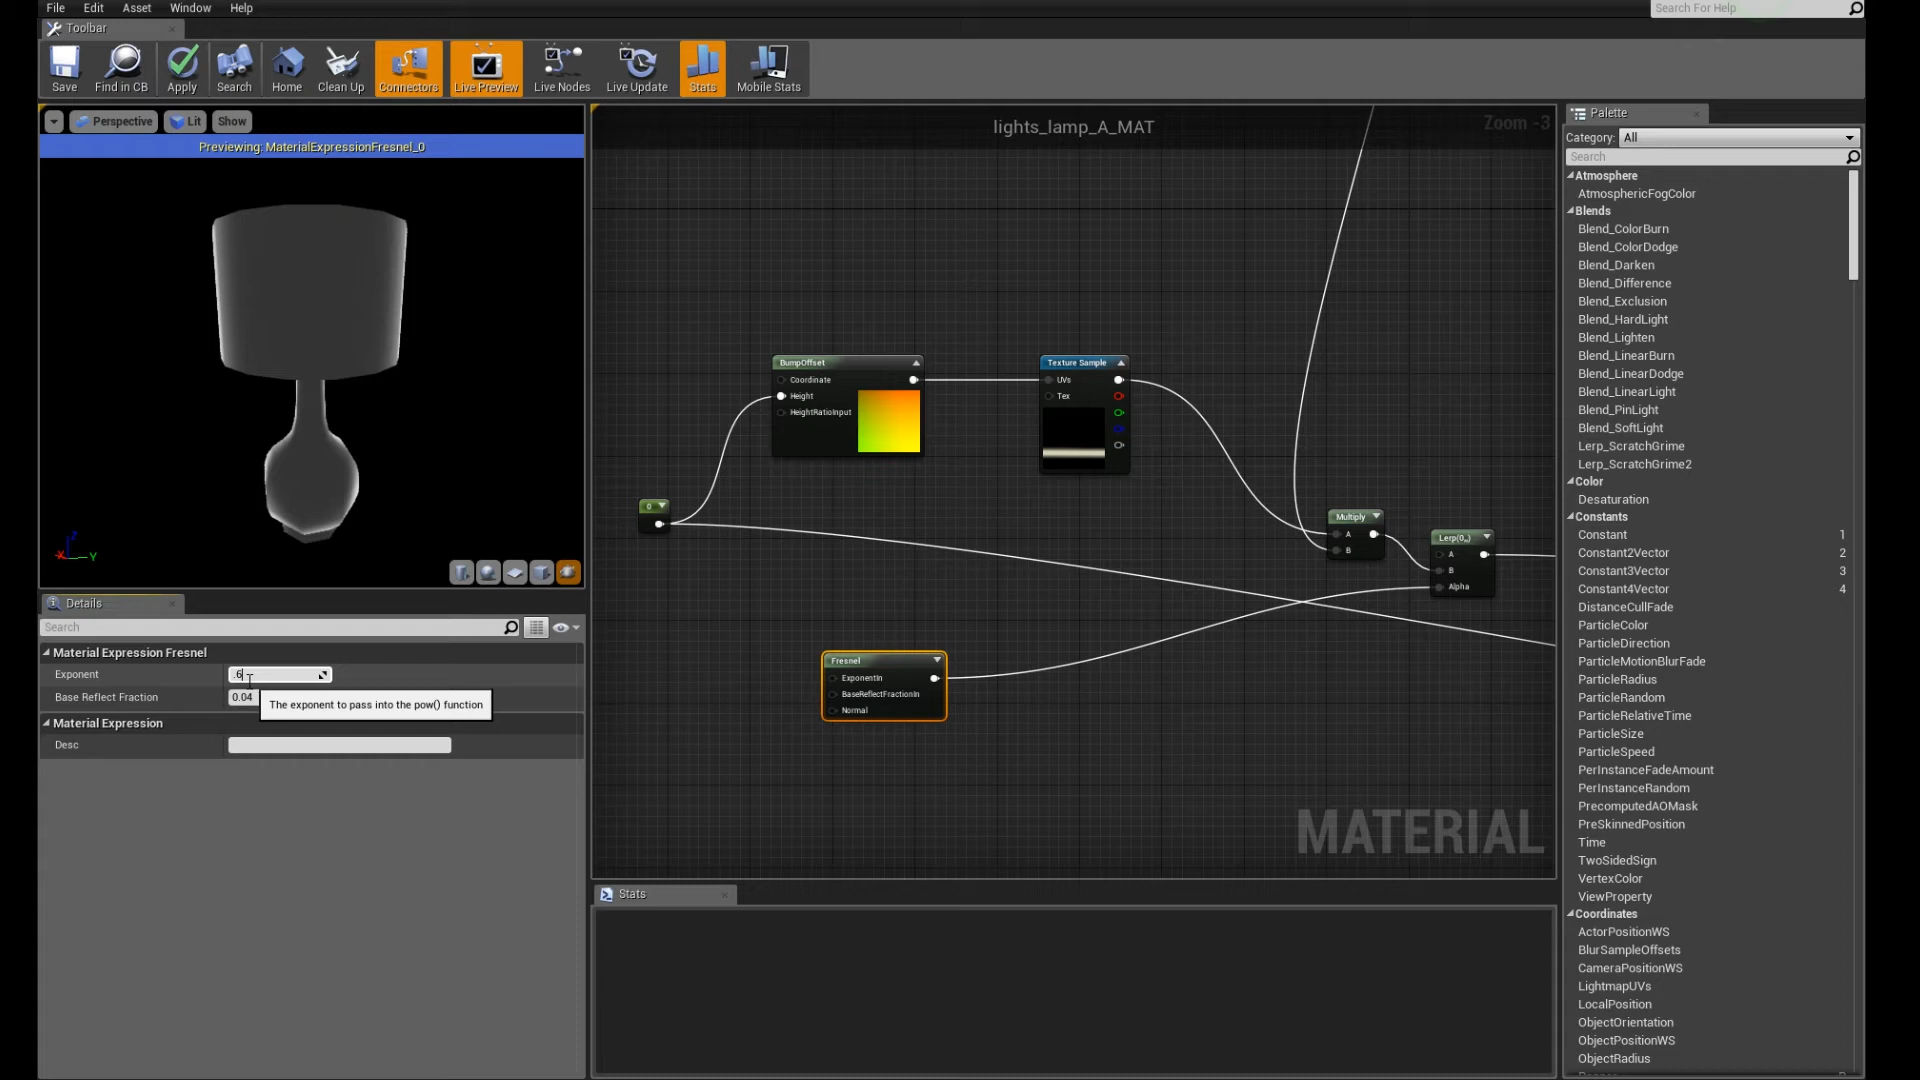 File Edit Asset Window Help
Search For Help
Toolbar
Save Find in CB Apply Search Home Clean Up Connectors Live Preview Live Nodes Live Update Stats Mobile Stats
Perspective Lit Show
Previewing: MaterialExpressionFresnel_0
X Y Z
Details
Search
Material Expression Fresnel
Exponent .6
Base Reflect Fraction 0.04
The exponent to pass into the pow() function
Material Expression
Desc
lights_lamp_A_MAT
Zoom -3
BumpOffset
Coordinate
Height
HeightRatioInput
Texture Sample
UVs
Tex
0
Multiply
A
B
Lerp(0,,)
A
B
Alpha
Fresnel
ExponentIn
BaseReflectFractionIn
Normal
MATERIAL
Stats
Palette
Category: All
Search
Atmosphere
AtmosphericFogColor
Blends
Blend_ColorBurn
Blend_ColorDodge
Blend_Darken
Blend_Difference
Blend_Exclusion
Blend_HardLight
Blend_Lighten
Blend_LinearBurn
Blend_LinearDodge
Blend_LinearLight
Blend_Overlay
Blend_PinLight
Blend_SoftLight
Lerp_ScratchGrime
Lerp_ScratchGrime2
Color
Desaturation
Constants
Constant 1
Constant2Vector 2
Constant3Vector 3
Constant4Vector 4
DistanceCullFade
ParticleColor
ParticleDirection
ParticleMotionBlurFade
ParticleRadius
ParticleRandom
ParticleRelativeTime
ParticleSize
ParticleSpeed
PerInstanceFadeAmount
PerInstanceRandom
PrecomputedAOMask
PreSkinnedPosition
Time
TwoSidedSign
VertexColor
ViewProperty
Coordinates
ActorPositionWS
BlurSampleOffsets
CameraPositionWS
LightmapUVs
LocalPosition
ObjectOrientation
ObjectPositionWS
ObjectRadius